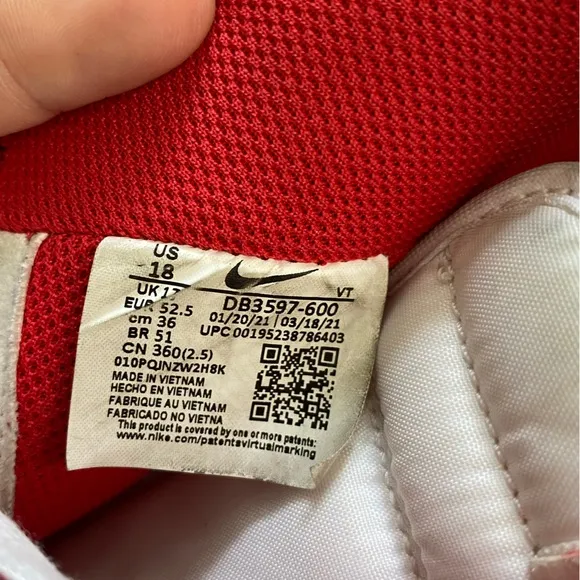 US
18
UK 17
EUR 52.5
cm 36
BR 51
CN 360(2.5)
VT
DB3597-600
01/20/21 | 03/18/21
UPC 00195238786403
010PQJNZW2H8K
MADE IN VIETNAM
HECHO EN VIETNAM
FABRIQUE AU VIETNAM
FABRICADO NO VIETNA
This product is covered by one or more patents:
www.nike.com/patentsvirtualmarking